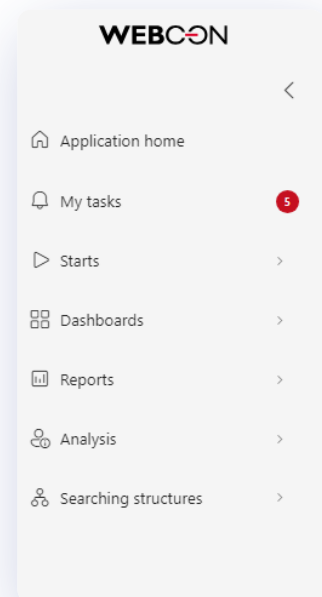 WEBCON
Application home
My tasks
5
Starts
Dashboards
Reports
Analysis
Searching structures